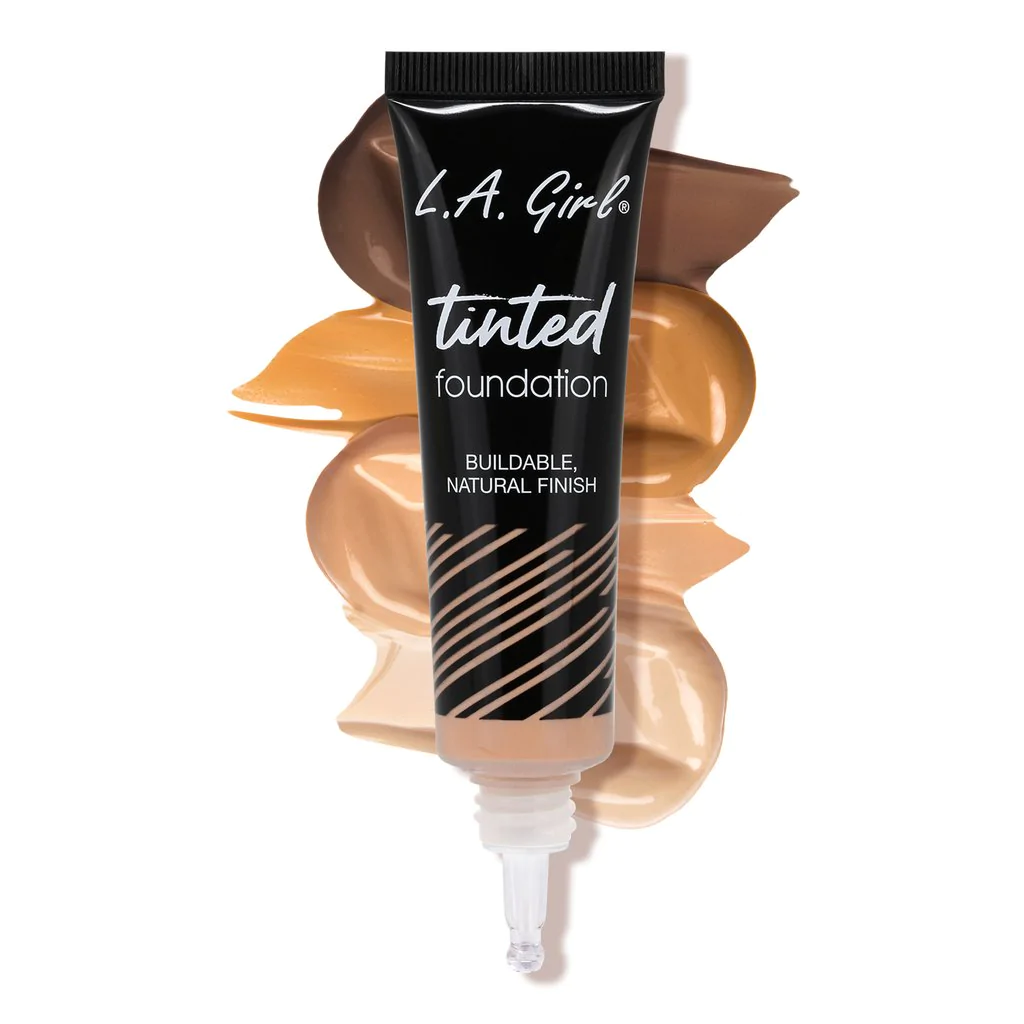 L.A. Girl®
tinted
foundation
BUILDABLE,
NATURAL FINISH